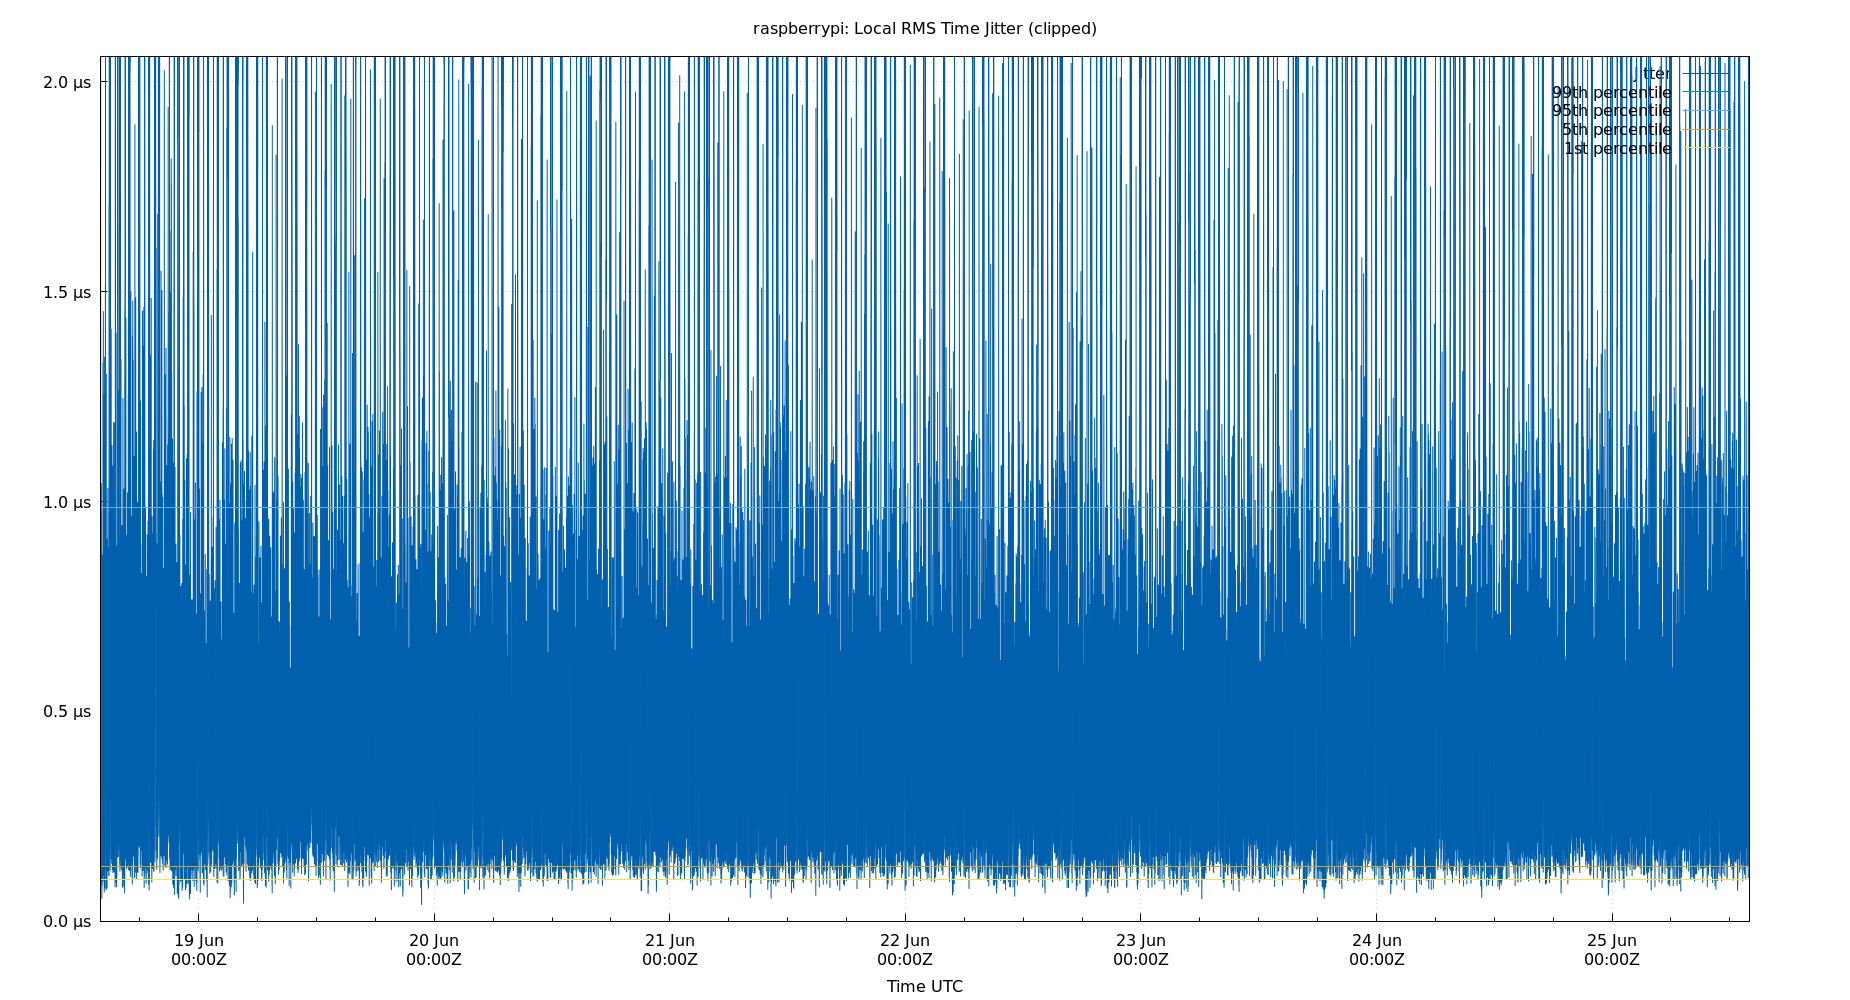 raspberrypi: Local RMS Time Jitter (clipped)
2.0 μs
1.5 μs
1.0 μs
0.5 μs
0.0 μs
Jitter
99th percentile
95th percentile
5th percentile
1st percentile
19 Jun
00:00Z
20 Jun
00:00Z
21 Jun
00:00Z
22 Jun
00:00Z
23 Jun
00:00Z
24 Jun
00:00Z
25 Jun
00:00Z
Time UTC